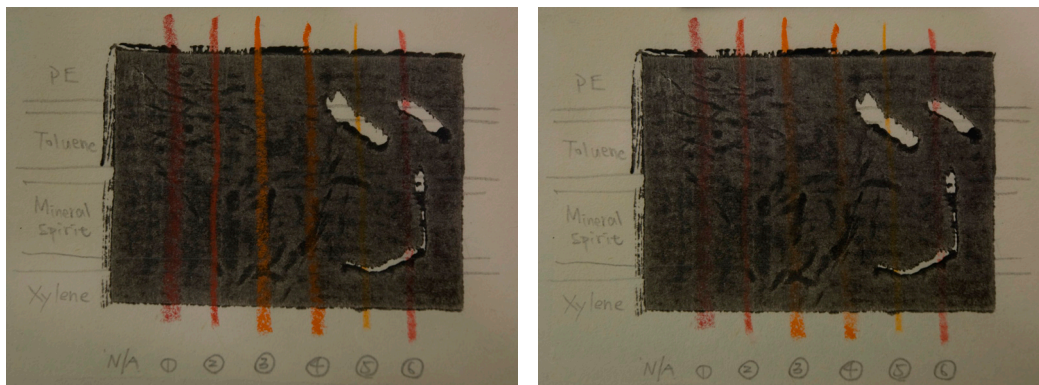 PE
Toluene
Mineral
Spirit
Xylene
N/A ① ② ③ ④ ⑤ ⑥
PE
Toluene
Mineral
Spirit
Xylene
N/A ① ② ③ ④ ⑤ ⑥